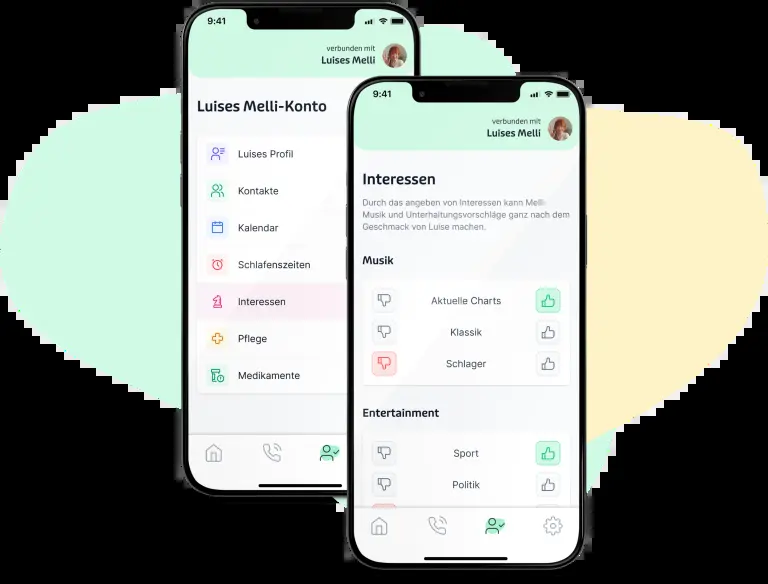 9:41
verbunden mit
Luises Melli
Luises Melli-Konto
Luises Profil
Kontakte
Kalendar
Schlafenszeiten
Interessen
Pflege
Medikamente
9:41
verbunden mit
Luises Melli
Interessen
Durch das angeben von Interessen kann Melli
Musik und Unterhaltungsvorschläge ganz nach dem
Geschmack von Luise machen.
Musik
Aktuelle Charts
Klassik
Schlager
Entertainment
Sport
Politik